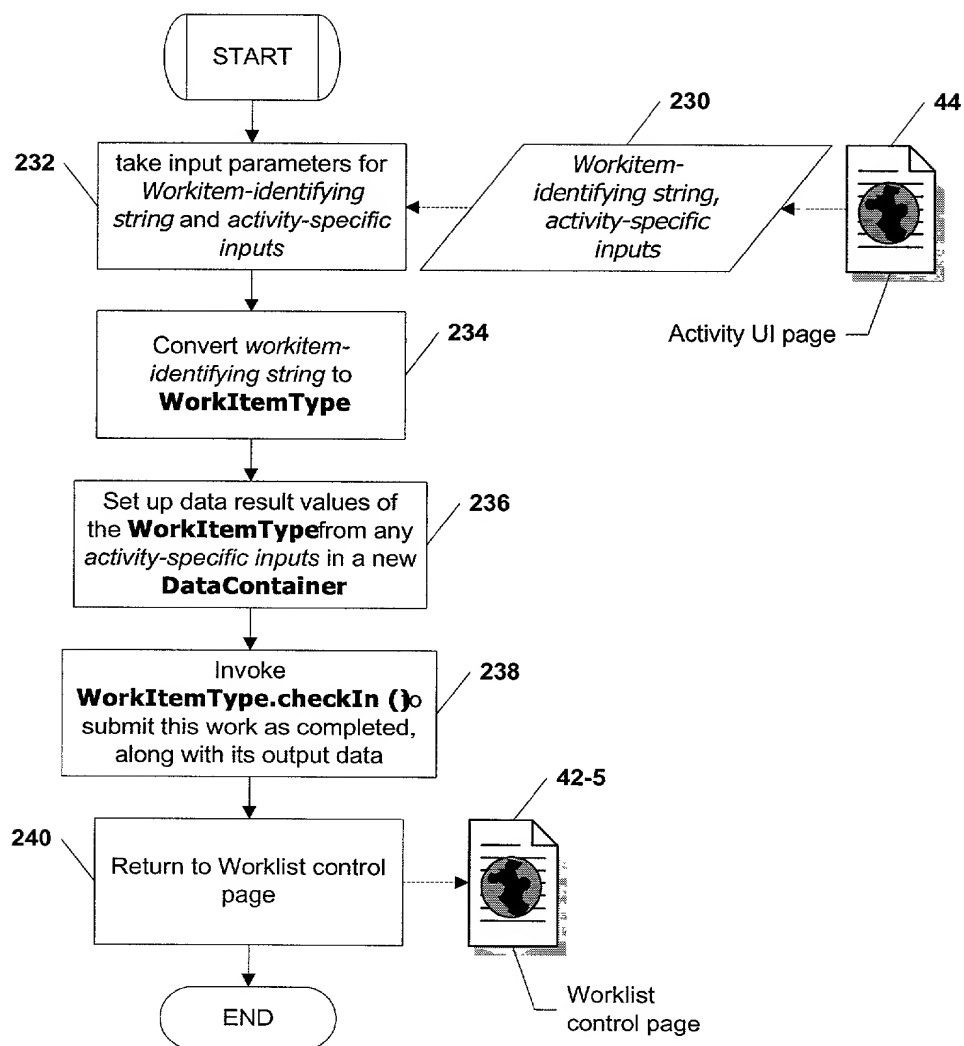 START
230
44
232
take input parameters for
Workitem-identifying
string and activity-specific
inputs
Workitem-
identifying string,
activity-specific
inputs
Activity UI page
Convert workitem-
identifying string to
WorkItemType
234
Set up data result values of
the WorkItemType from any
activity-specific inputs in a new
DataContainer
236
Invoke
WorkItemType.checkIn () to
submit this work as completed,
along with its output data
238
42-5
240
Return to Worklist control
page
Worklist
control page
END